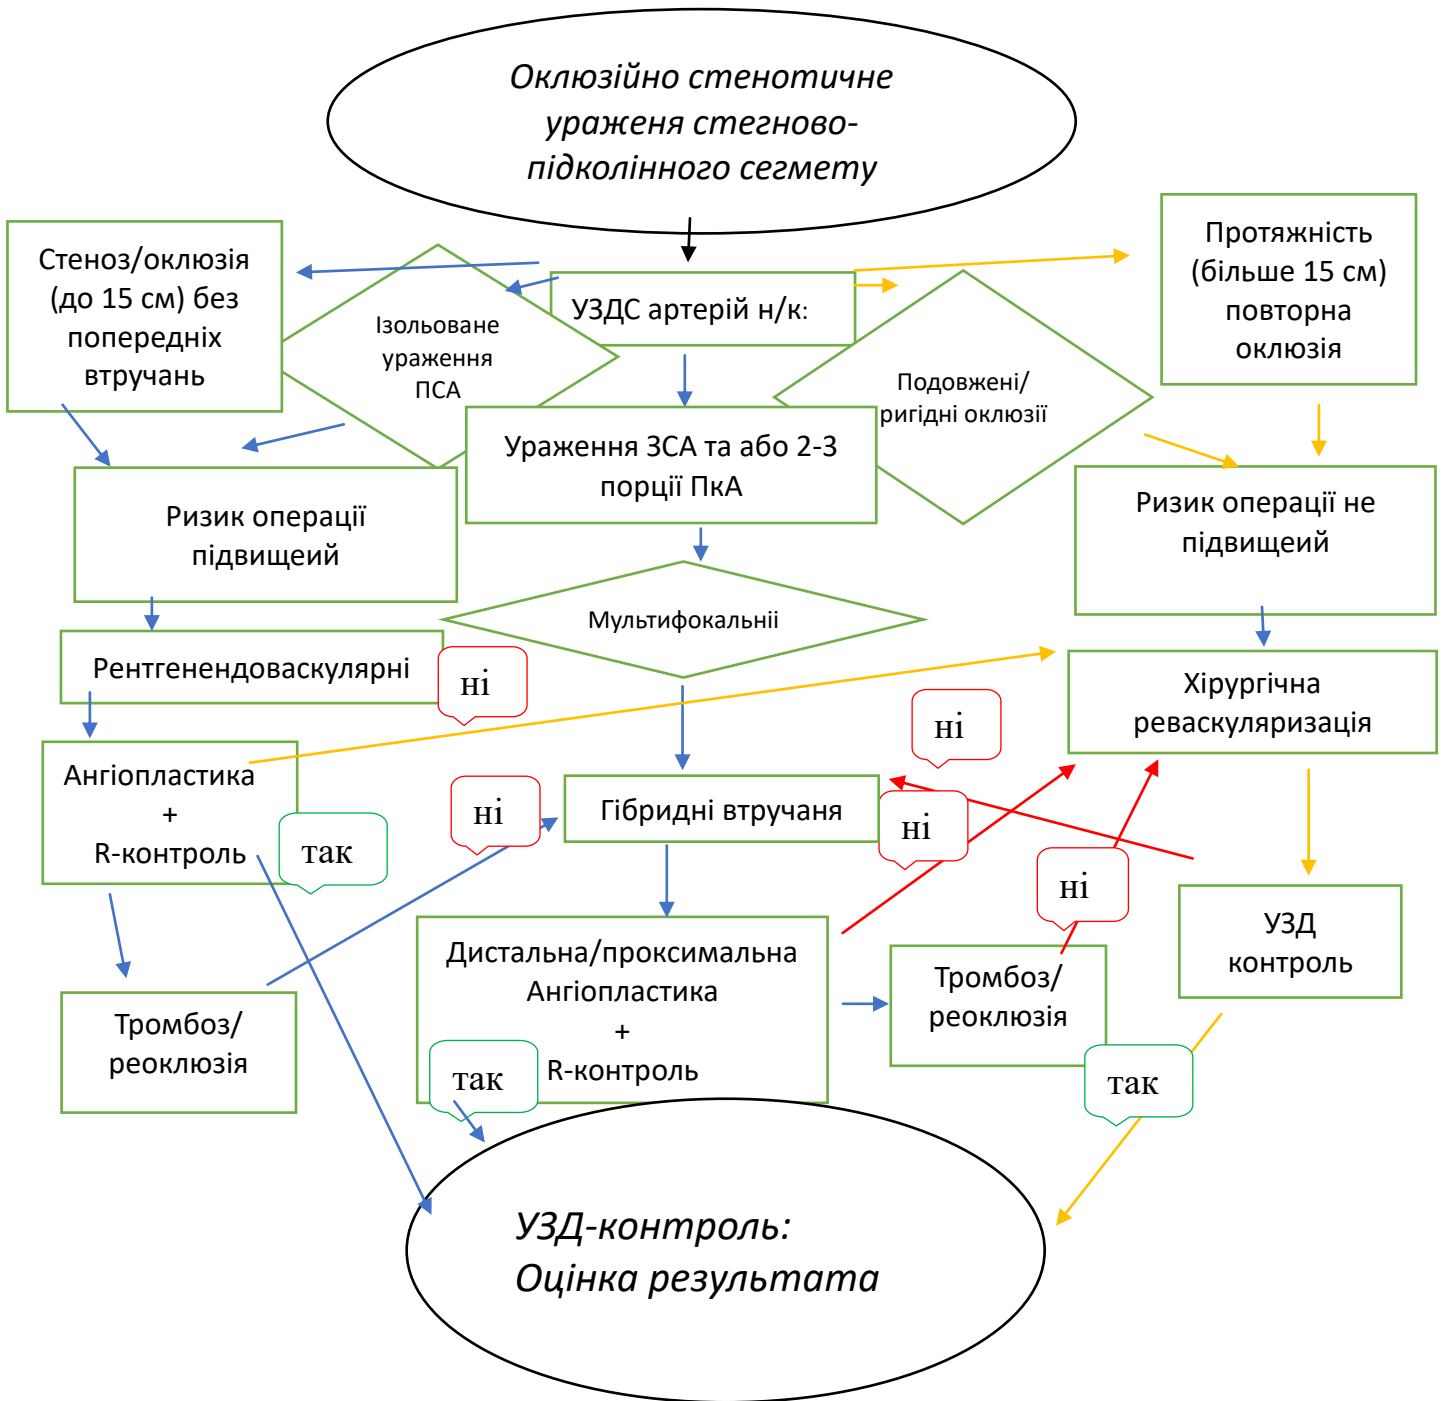 Оклюзійно стенотичне
ураженя стегново-
підколінного сегмету
Стеноз/оклюзія
(до 15 см) без
попередніх
втручань
Ізольоване
ураження
ПСА
УЗДС артерій н/к:
Подовжені/
ригідні оклюзії
Протяжність
(більше 15 см)
повторна
оклюзія
Ураження ЗСА та або 2-3
порції ПкА
Ризик операції
підвищеий
Ризик операції не
підвищеий
Мультифокальніі
Рентгенендоваскулярні
ні
Хірургічна
реваскуляризація
ні
Ангіопластика
+
R-контроль
так
ні
Гібридні втручаня
ні
ні
Дистальна/проксимальна
Ангіопластика
+
R-контроль
так
Тромбоз/
реоклюзія
УЗД
контроль
Тромбоз/
реоклюзія
так
УЗД-контроль:
Оцінка результата